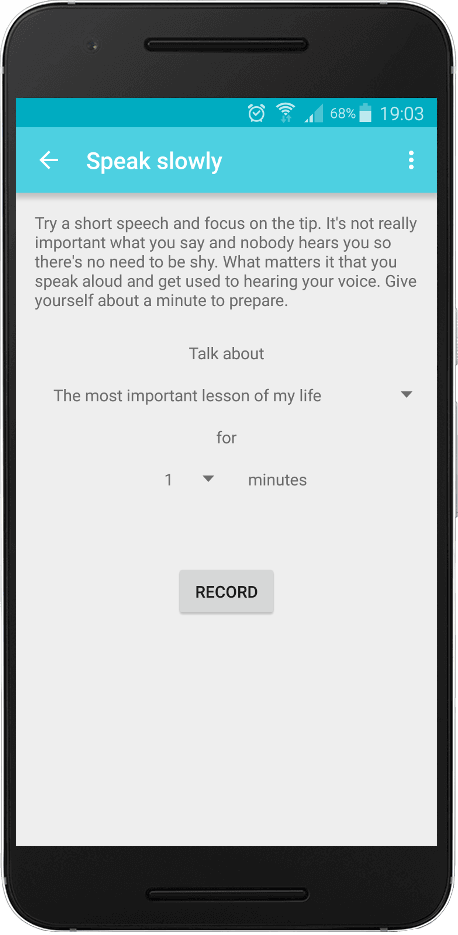 68% 19:03
Speak slowly
Try a short speech and focus on the tip. It's not really
important what you say and nobody hears you so
there's no need to be shy. What matters it that you
speak aloud and get used to hearing your voice. Give
yourself about a minute to prepare.
Talk about
The most important lesson of my life
for
1 minutes
RECORD